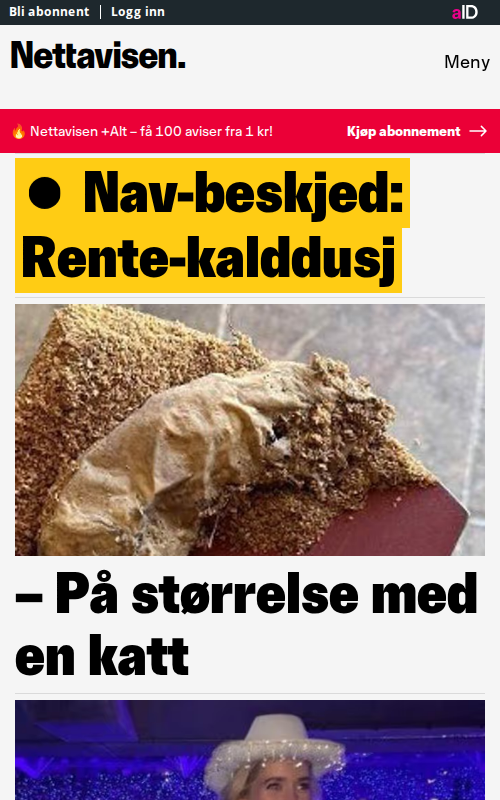 Bli abonnent | Logg inn
aID
Nettavisen.
Meny
🔥 Nettavisen +Alt – få 100 aviser fra 1 kr!
Kjøp abonnement →
● Nav-beskjed:
Rente-kalddusj
– På størrelse med
en katt